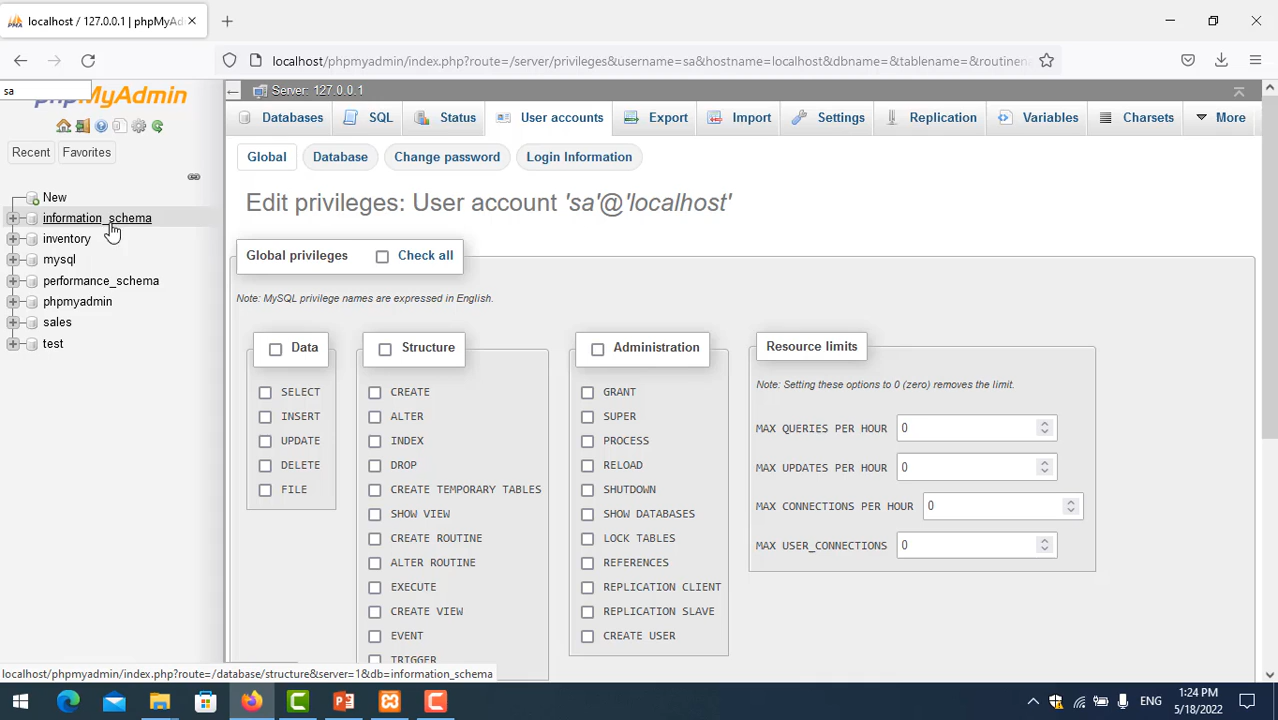 localhost / 127.0.0.1 | phpMyAd
localhost/phpmyadmin/index.php?route=/server/privileges&username=sa&hostname=localhost&dbname=&tablename=&routinen
sa
phpMyAdmin
Recent Favorites
New
information_schema
inventory
mysql
performance_schema
phpmyadmin
sales
test
Server: 127.0.0.1
Databases SQL Status User accounts Export Import Settings Replication Variables Charsets More
Global Database Change password Login Information
Edit privileges: User account 'sa'@'localhost'
Global privileges Check all
Note: MySQL privilege names are expressed in English.
Data
SELECT
INSERT
UPDATE
DELETE
FILE
Structure
CREATE
ALTER
INDEX
DROP
CREATE TEMPORARY TABLES
SHOW VIEW
CREATE ROUTINE
ALTER ROUTINE
EXECUTE
CREATE VIEW
EVENT
TRIGGER
Administration
GRANT
SUPER
PROCESS
RELOAD
SHUTDOWN
SHOW DATABASES
LOCK TABLES
REFERENCES
REPLICATION CLIENT
REPLICATION SLAVE
CREATE USER
Resource limits
Note: Setting these options to 0 (zero) removes the limit.
MAX QUERIES PER HOUR 0
MAX UPDATES PER HOUR 0
MAX CONNECTIONS PER HOUR 0
MAX USER_CONNECTIONS 0
localhost/phpmyadmin/index.php?route=/database/structure&server=1&db=information_schema
ENG
1:24 PM
5/18/2022